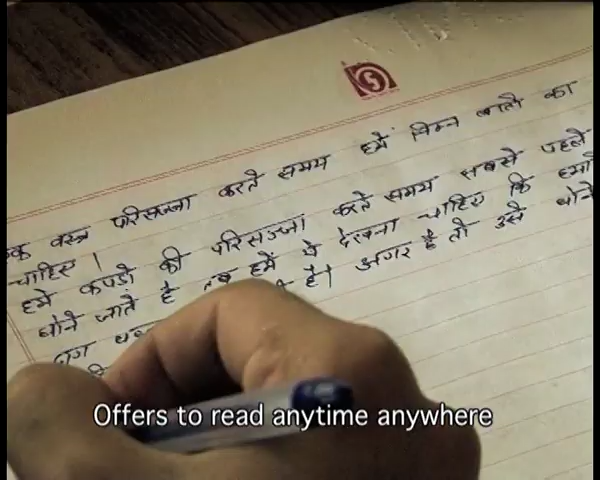 वस्त्र परिसज्जा करते समय हमें निम्न बातों का
चाहिए।
हमें कपड़ों की परिसज्जा करते समय सबसे पहले
धोने जाते है तब हमें ये देखना चाहिए कि हमारे
दाग है। अगर है तो उसे धोने
Offers to read anytime anywhere